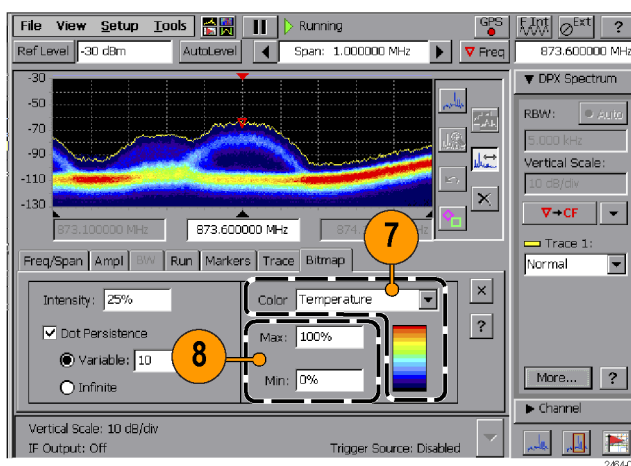 File View Setup Tools Running GPS F Int Ext ?
Ref Level -30 dBm AutoLevel Span: 1.000000 MHz Freq 873.600000 MHz
-30
-50
-70
-90
-110
-130
873.100000 MHz 873.600000 MHz 874.
DPX Spectrum
RBW: Auto
5.000 kHz
Vertical Scale:
10 dB/div
→CF
Trace 1:
Normal
More... ?
Channel
7
Freq/Span Ampl BW Run Markers Trace Bitmap
Intensity: 25%
Dot Persistence
Variable: 10
Infinite
8
Color Temperature
Max: 100%
Min: 0%
?
Vertical Scale: 10 dB/div
IF Output: Off Trigger Source: Disabled